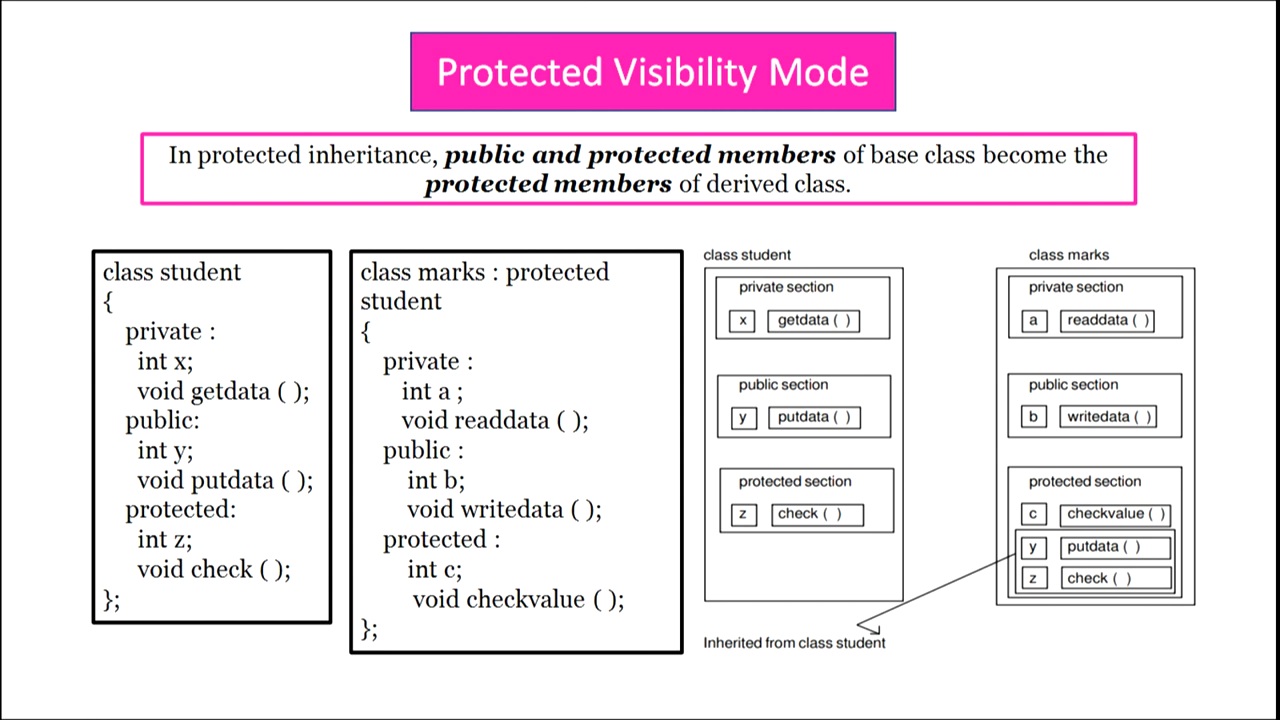 Protected Visibility Mode
In protected inheritance, public and protected members of base class become the
protected members of derived class.
class student
{
private :
int x;
void getdata ( );
public:
int y;
void putdata ( );
protected:
int z;
void check ( );
};
class marks : protected
student
{
private :
int a ;
void readdata ( );
public :
int b;
void writedata ( );
protected :
int c;
void checkvalue ( );
};
class student
private section
x getdata ( )
public section
y putdata ( )
protected section
z check ( )
Inherited from class student
class marks
private section
a readdata ( )
public section
b writedata ( )
protected section
c checkvalue ( )
y putdata ( )
z check ( )